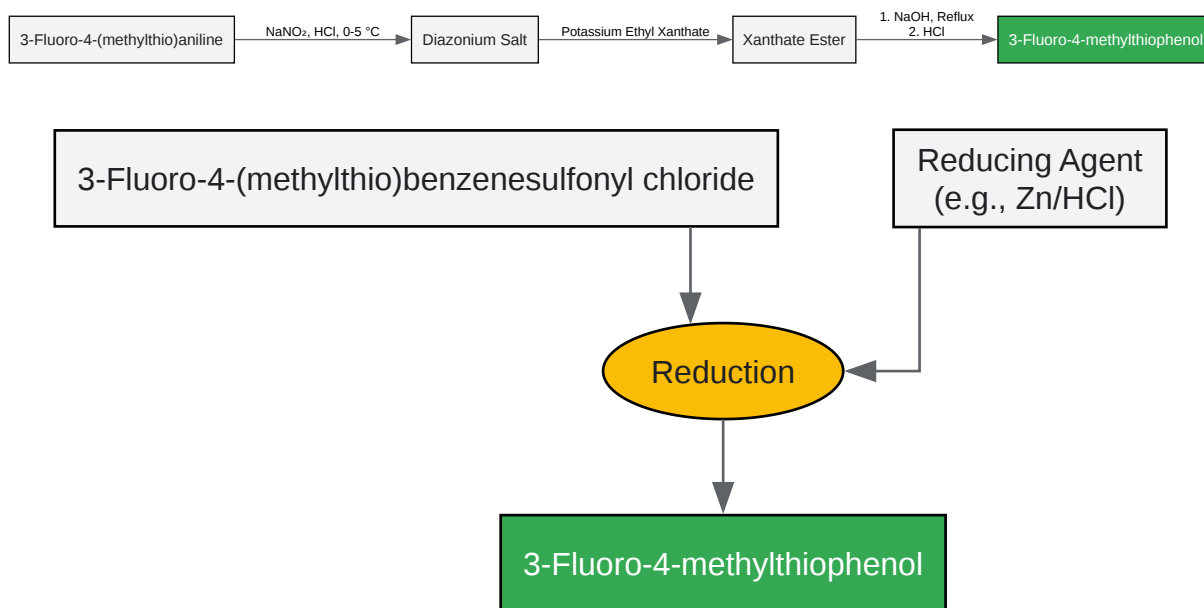 3-Fluoro-4-(methylthio)aniline
NaNO₂, HCl, 0-5 °C
Diazonium Salt
Potassium Ethyl Xanthate
Xanthate Ester
1. NaOH, Reflux
2. HCl
3-Fluoro-4-methylthiophenol
3-Fluoro-4-(methylthio)benzenesulfonyl chloride
Reducing Agent
(e.g., Zn/HCl)
Reduction
3-Fluoro-4-methylthiophenol